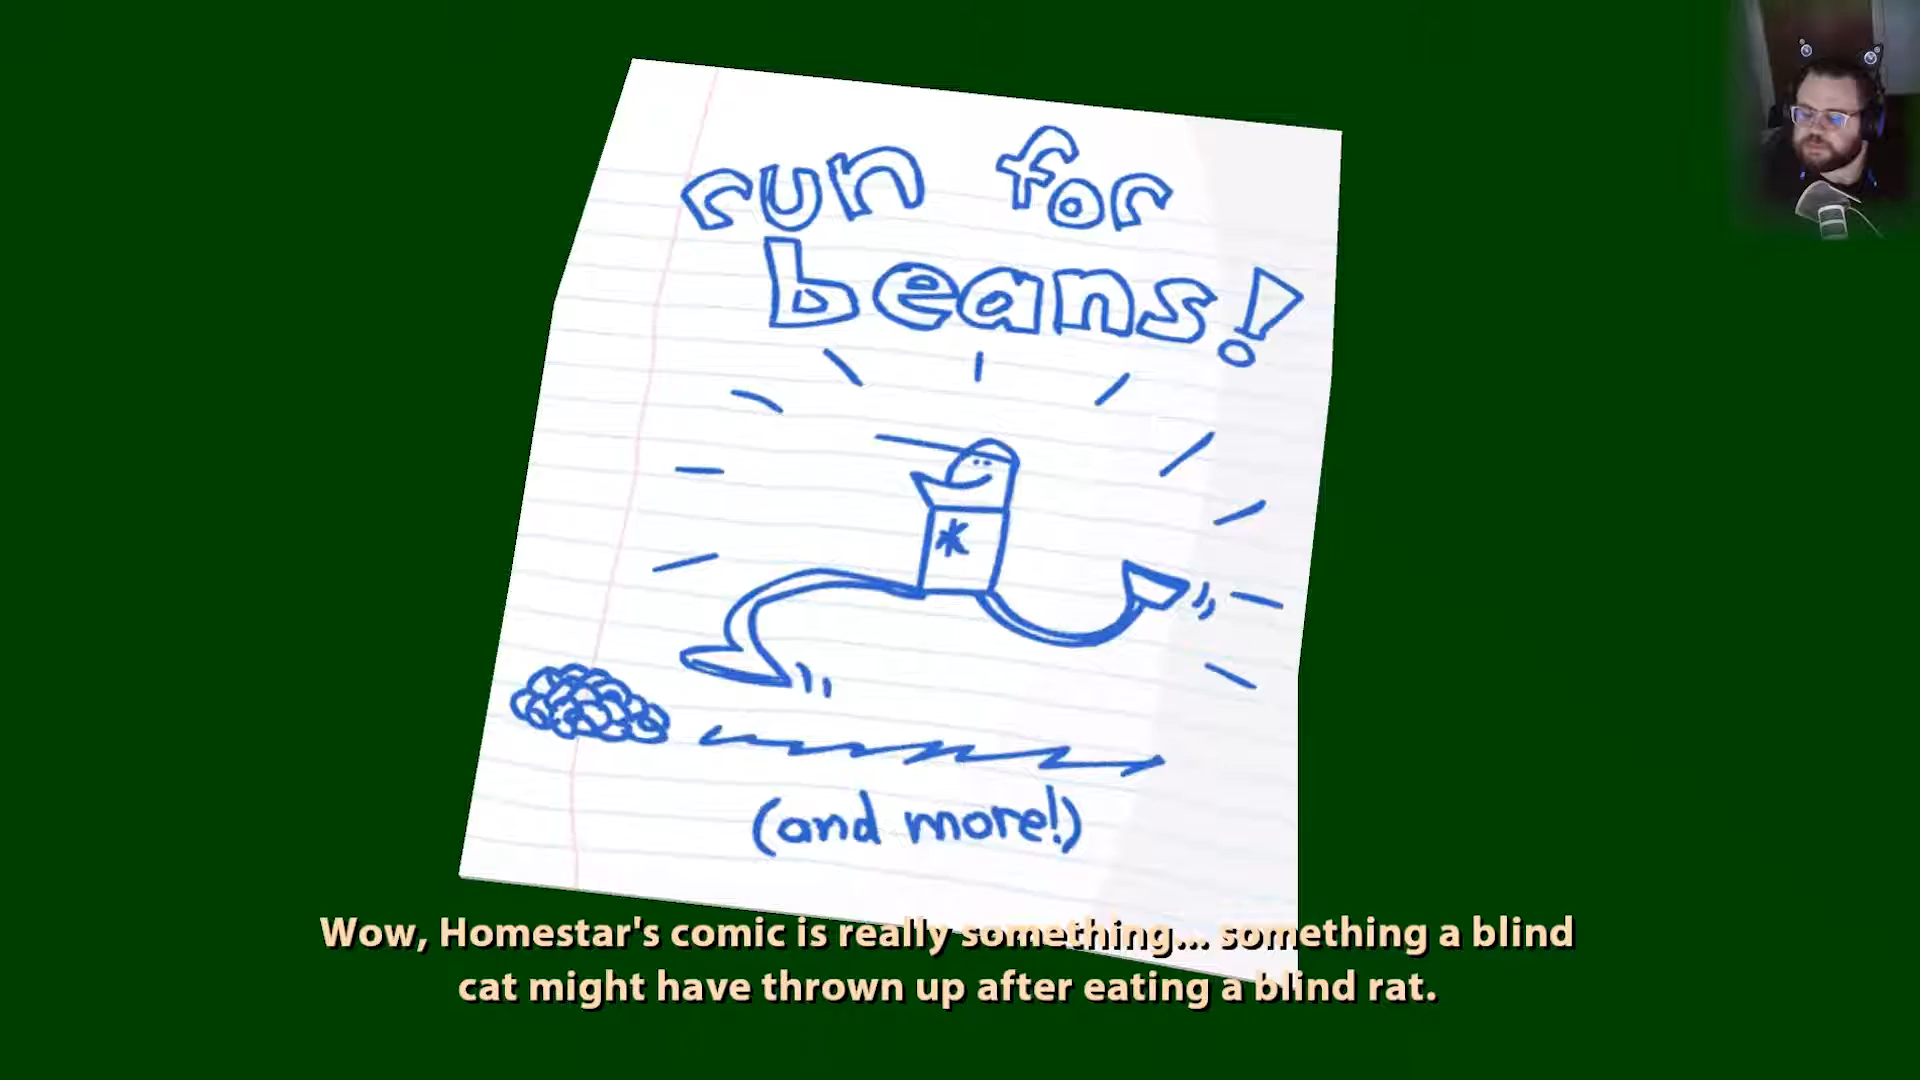 run for
beans!
(and more!)
Wow, Homestar's comic is really something... something a blind
cat might have thrown up after eating a blind rat.